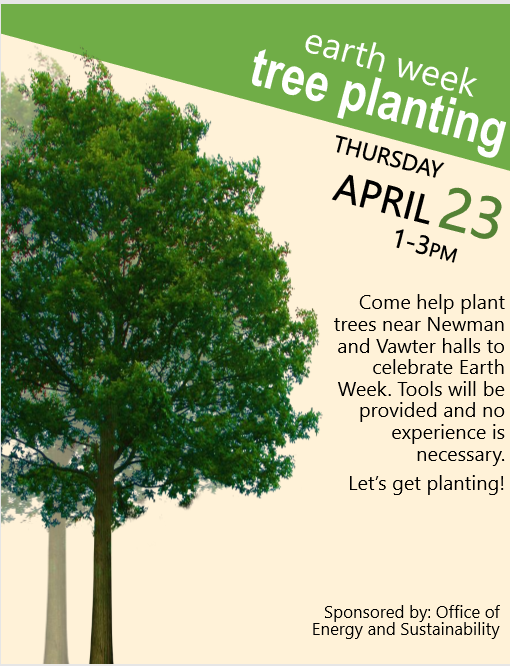 earth week
tree planting
THURSDAY
APRIL 23
1-3PM
Come help plant
trees near Newman
and Vawter halls to
celebrate Earth
Week. Tools will be
provided and no
experience is
necessary.
Let’s get planting!
Sponsored by: Office of
Energy and Sustainability